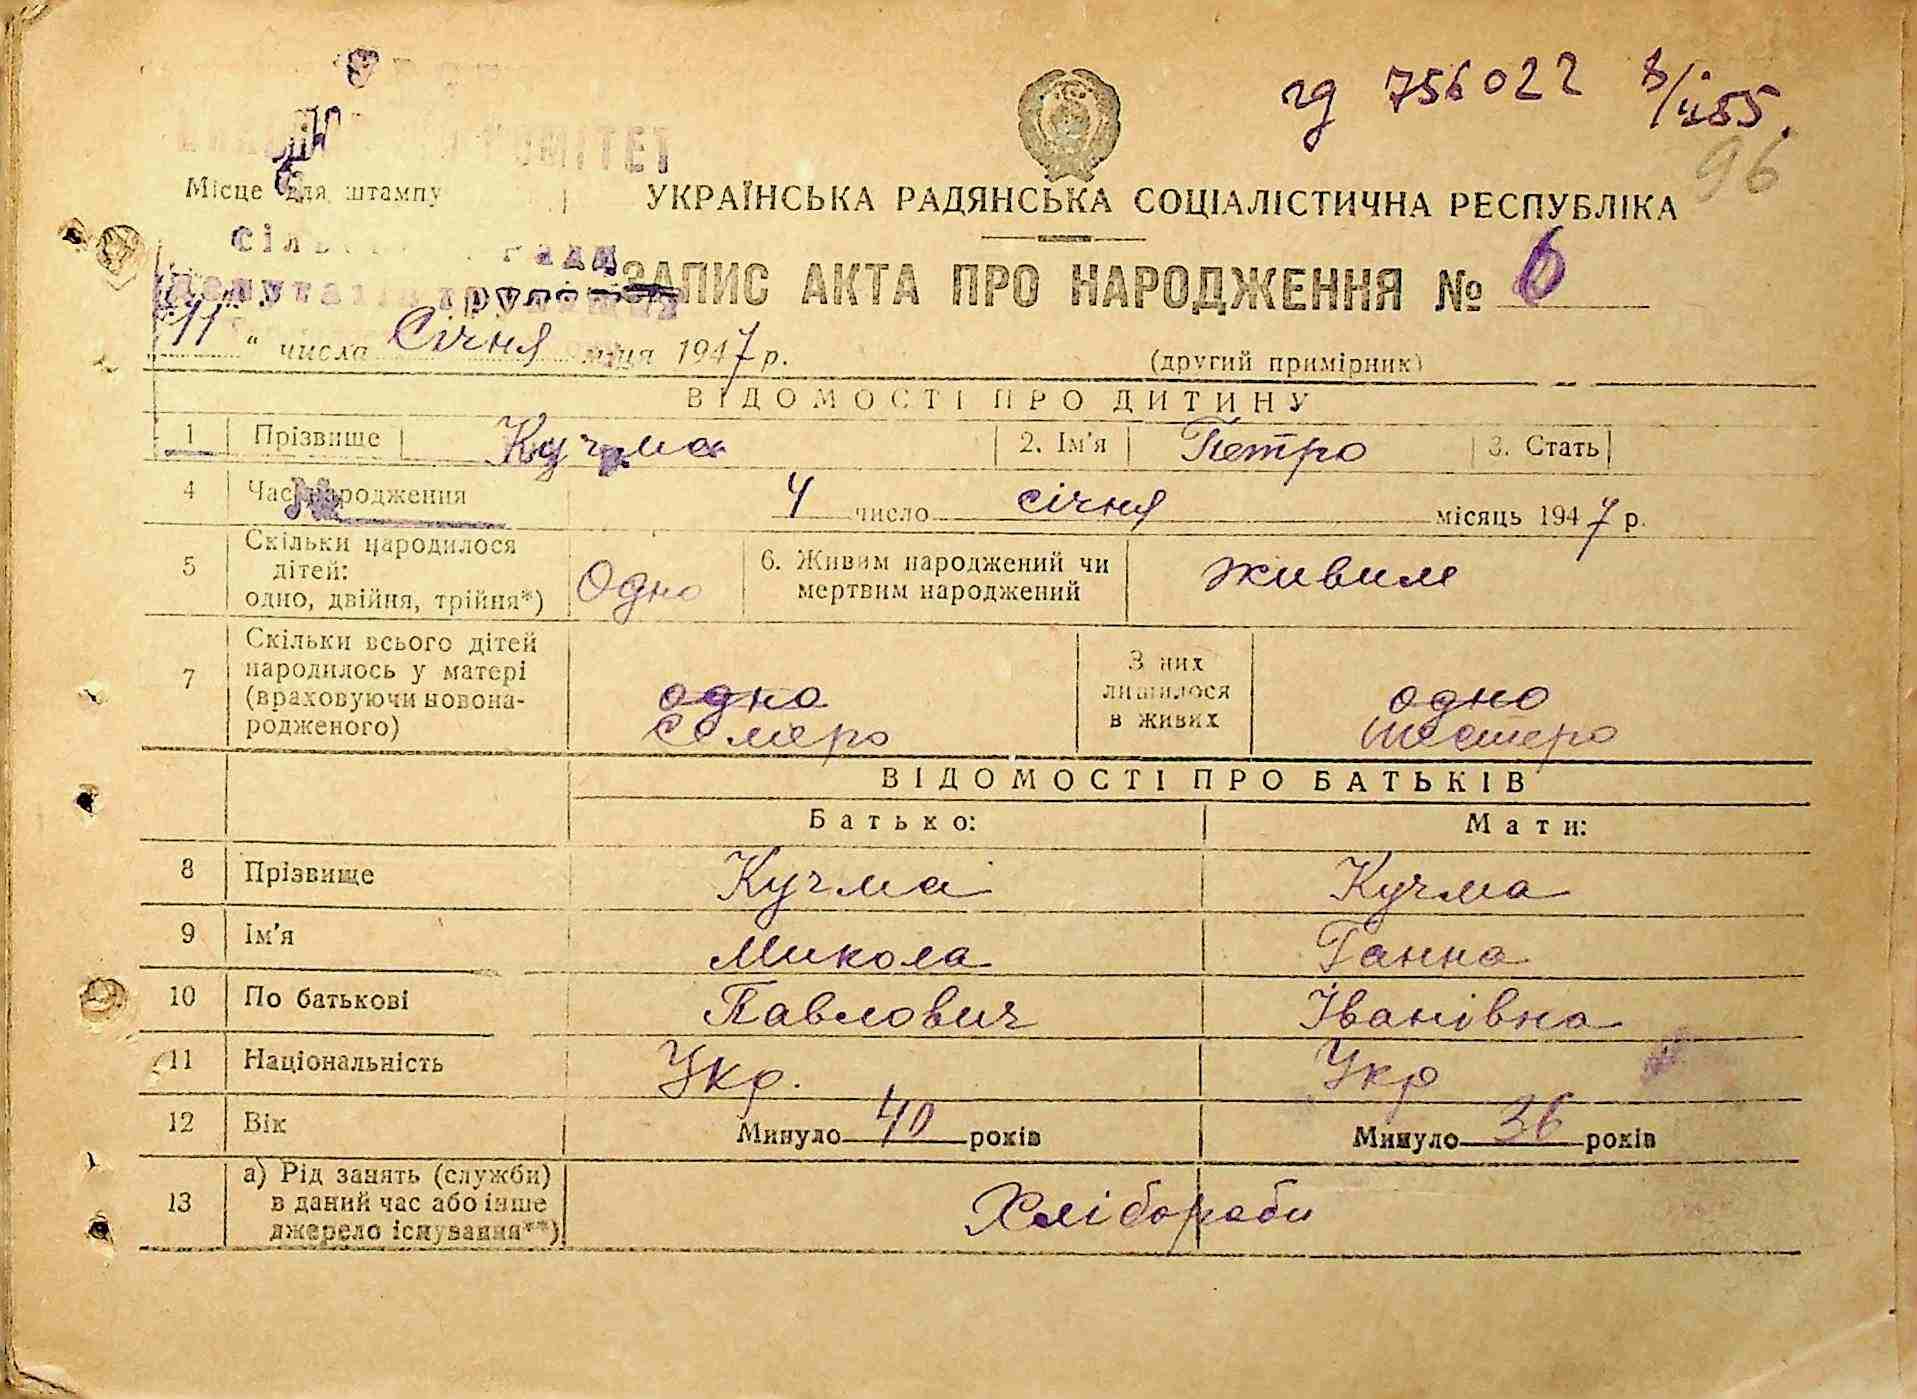 гд 756022 8/IV 55.
96
КОМІТЕТ
Місце для штампу
УКРАЇНСЬКА РАДЯНСЬКА СОЦІАЛІСТИЧНА РЕСПУБЛІКА
ради
депутатів трудящих
ЗАПИС АКТА ПРО НАРОДЖЕННЯ № 6
"11" числа Січня м-ця 1947 р.
(другий примірник)
ВІДОМОСТІ ПРО ДИТИНУ
1 Прізвище Кучма 2. Ім'я Петро 3. Стать
4 Час народження 4 число січня місяць 1947 р.
5 Скільки народилося дітей: одно, двійня, трійня*) Одно 6. Живим народжений чи мертвим народжений живим
7 Скільки всього дітей народилось у матері (враховуючи новонародженого) одно семеро З них лишилося в живих одно шестеро
ВІДОМОСТІ ПРО БАТЬКІВ
Батько: Мати:
8 Прізвище Кучма Кучма
9 Ім'я Микола Ганна
10 По батькові Павлович Іванівна
11 Національність Укр. Укр
12 Вік Минуло 40 років Минуло 36 років
13 а) Рід занять (служби) в даний час або інше джерело існування**) Хлібороби